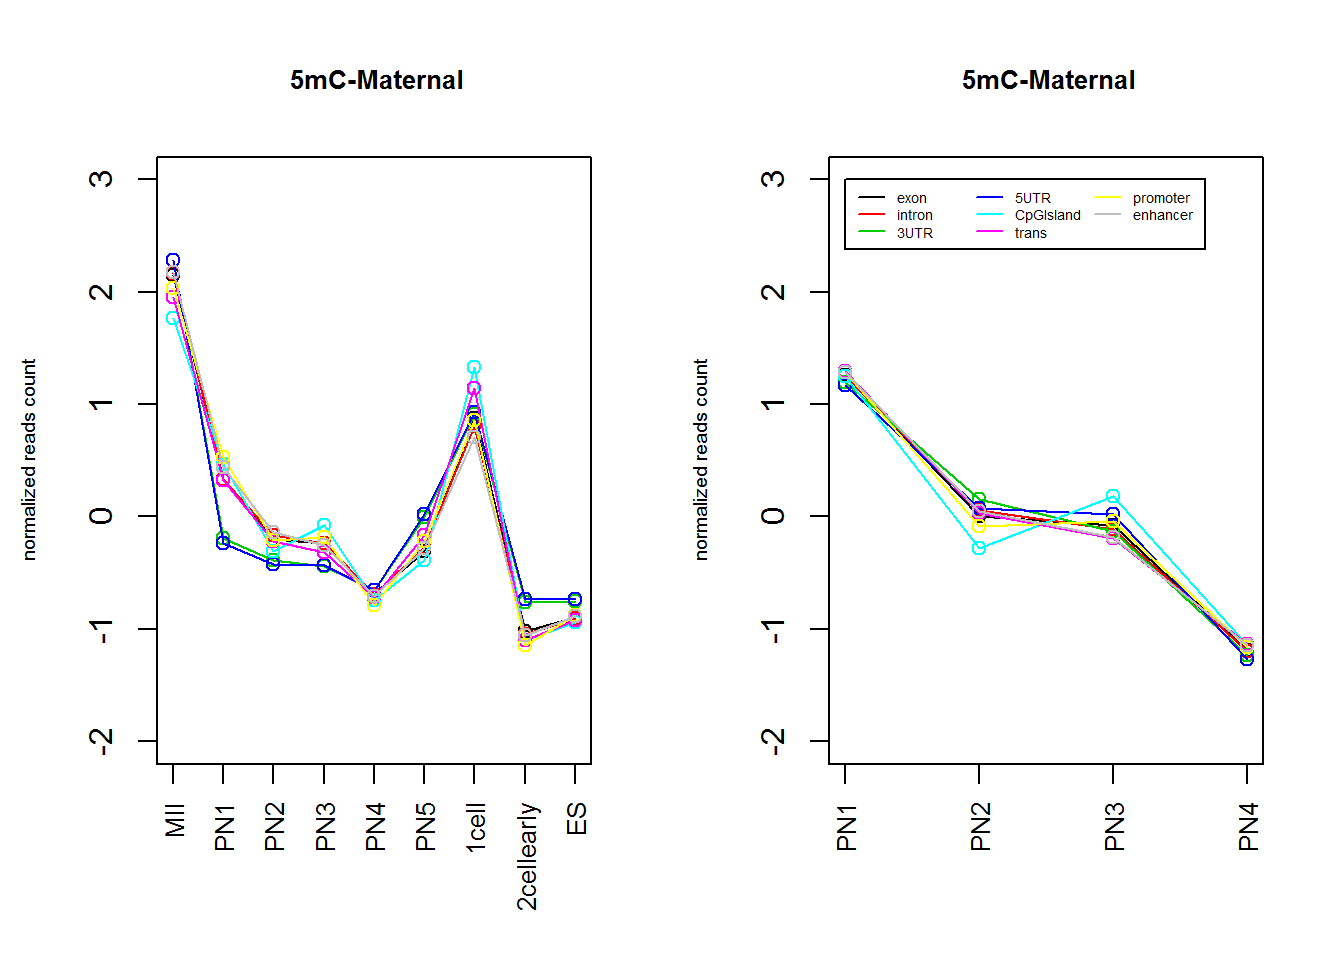 5mC-Maternal
normalized reads count
3
2
1
0
-1
-2
MII
PN1
PN2
PN3
PN4
PN5
1cell
2cellearly
ES
5mC-Maternal
normalized reads count
3
2
1
0
-1
-2
exon
intron
3UTR
5UTR
CpGIsland
trans
promoter
enhancer
PN1
PN2
PN3
PN4